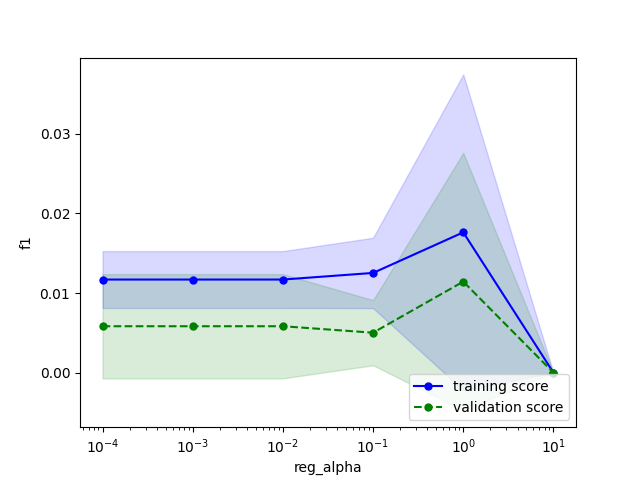 0.03
0.02
0.01
0.00
f1
10⁻⁴
10⁻³
10⁻²
10⁻¹
10⁰
10¹
reg_alpha
training score
validation score